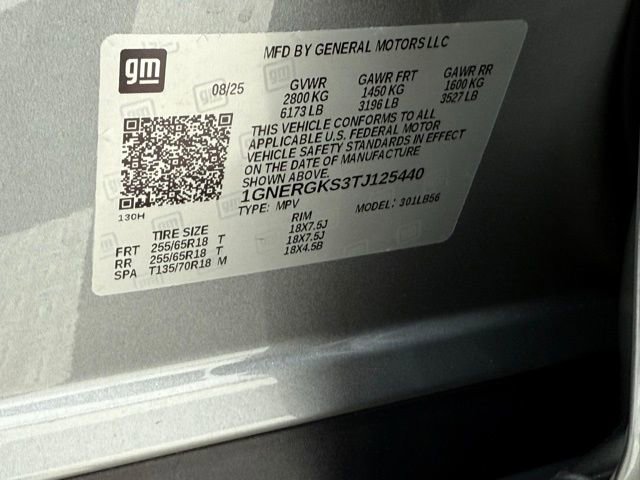 gm
MFD BY GENERAL MOTORS LLC
08/25 GVWR GAWR FRT GAWR RR
2800 KG 1450 KG 1600 KG
6173 LB 3196 LB 3527 LB
THIS VEHICLE CONFORMS TO ALL
APPLICABLE U.S. FEDERAL MOTOR
VEHICLE SAFETY STANDARDS IN EFFECT
ON THE DATE OF MANUFACTURE
SHOWN ABOVE.
1GNERGKS3TJ125440
130H
TYPE: MPV MODEL: 301LB56
TIRE SIZE RIM
FRT 255/65R18 T 18X7.5J
RR 255/65R18 T 18X7.5J
SPA T135/70R18 M 18X4.5B